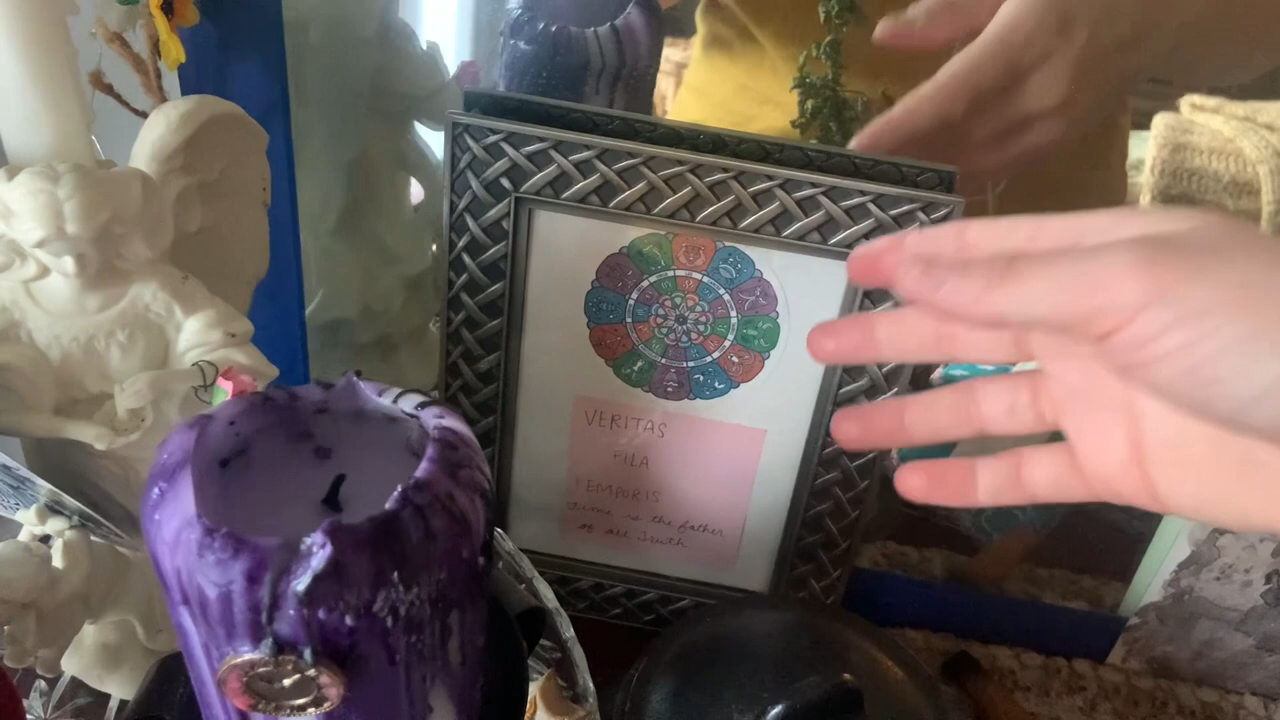 VERITAS
FILA
TEMPORIS
Time is the father
of all Truth